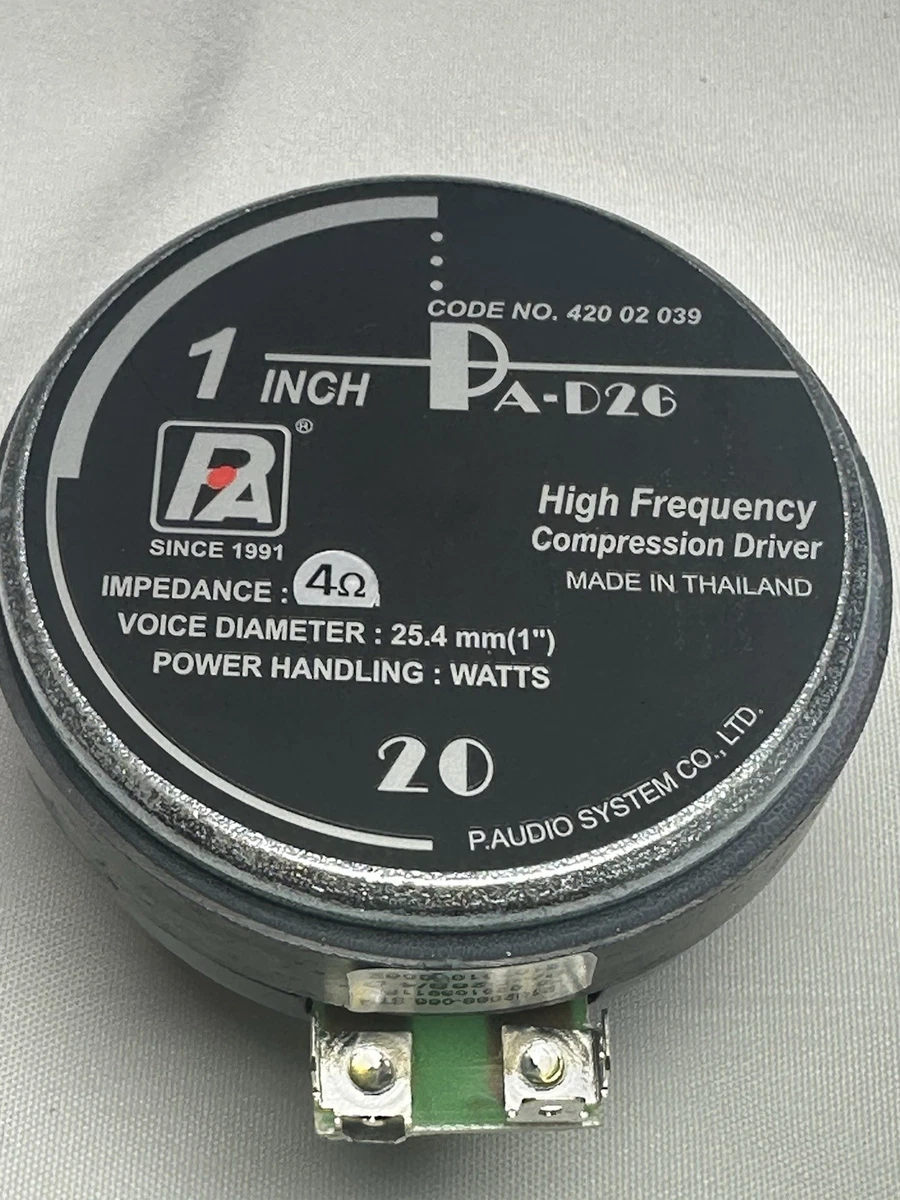 CODE NO. 420 02 039
1 INCH
PA-D26
PA®
SINCE 1991
High Frequency
Compression Driver
MADE IN THAILAND
IMPEDANCE : 4Ω
VOICE DIAMETER : 25.4 mm(1")
POWER HANDLING : WATTS
20
P.AUDIO SYSTEM CO., LTD.